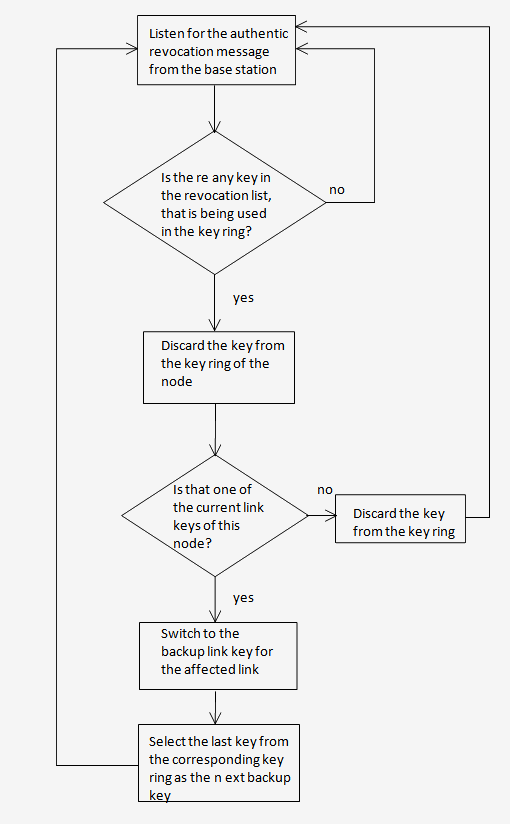 Listen for the authentic
revocation message
from the base station
Is the re any key in
the revocation list,
that is being used
in the key ring?
no
yes
Discard the key from
the key ring of the
node
Is that one of
the current link
keys of this
node?
no
Discard the key
from the key ring
yes
Switch to the
backup link key for
the affected link
Select the last key from
the corresponding key
ring as the n ext backup
key